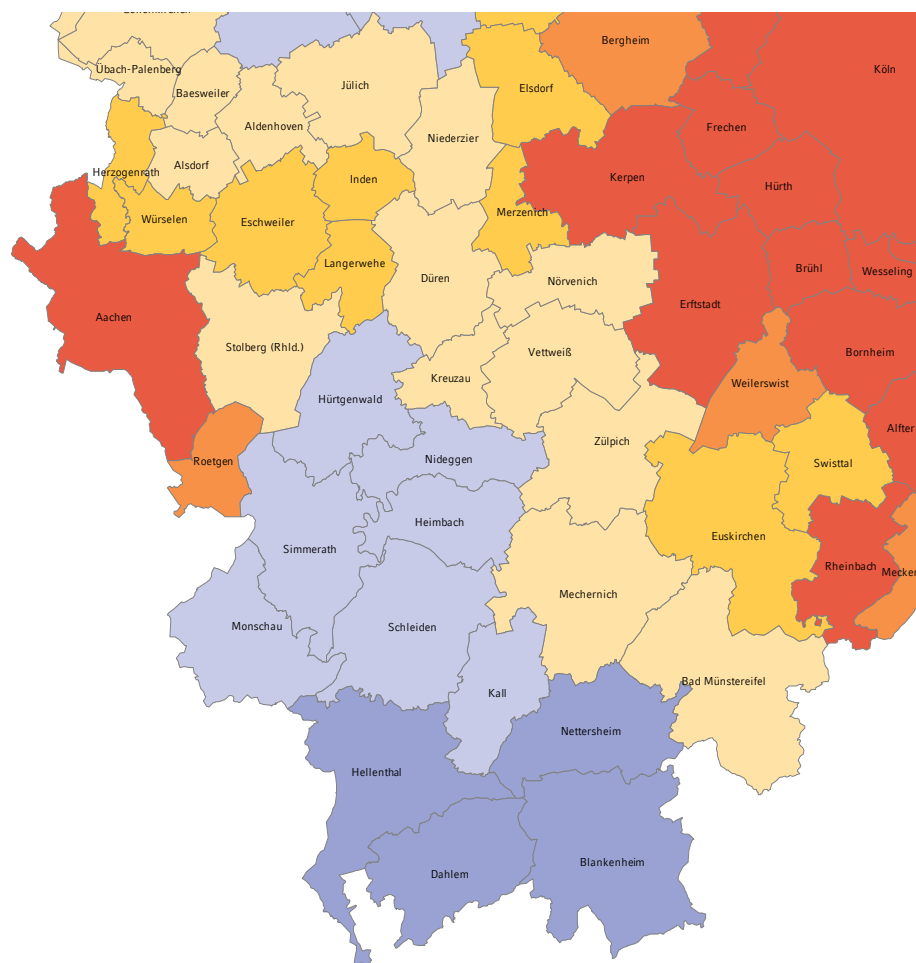 Bergheim
Übach-Palenberg
Köln
Baesweiler
Jülich
Elsdorf
Aldenhoven
Frechen
Niederzier
Alsdorf
Herzogenrath
Inden
Kerpen
Hürth
Würselen
Eschweiler
Merzenich
Langerwehe
Düren
Nörvenich
Brühl
Wesseling
Erftstadt
Aachen
Stolberg (Rhld.)
Vettweiß
Bornheim
Kreuzau
Weilerswist
Hürtgenwald
Alfter
Zülpich
Roetgen
Nideggen
Swisttal
Heimbach
Euskirchen
Simmerath
Rheinbach
Mecken
Mechernich
Monschau
Schleiden
Bad Münstereifel
Kall
Nettersheim
Hellenthal
Blankenheim
Dahlem